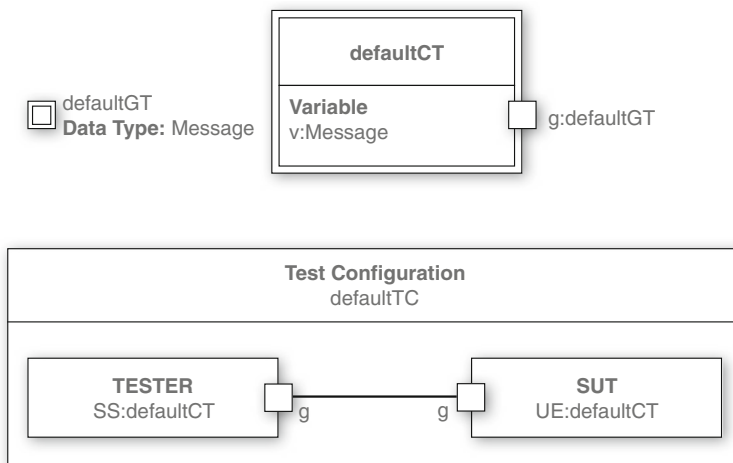 defaultCT
defaultGT
Data Type: Message
Variable
v:Message
g:defaultGT
Test Configuration
defaultTC
TESTER
SS:defaultCT
g
g
SUT
UE:defaultCT